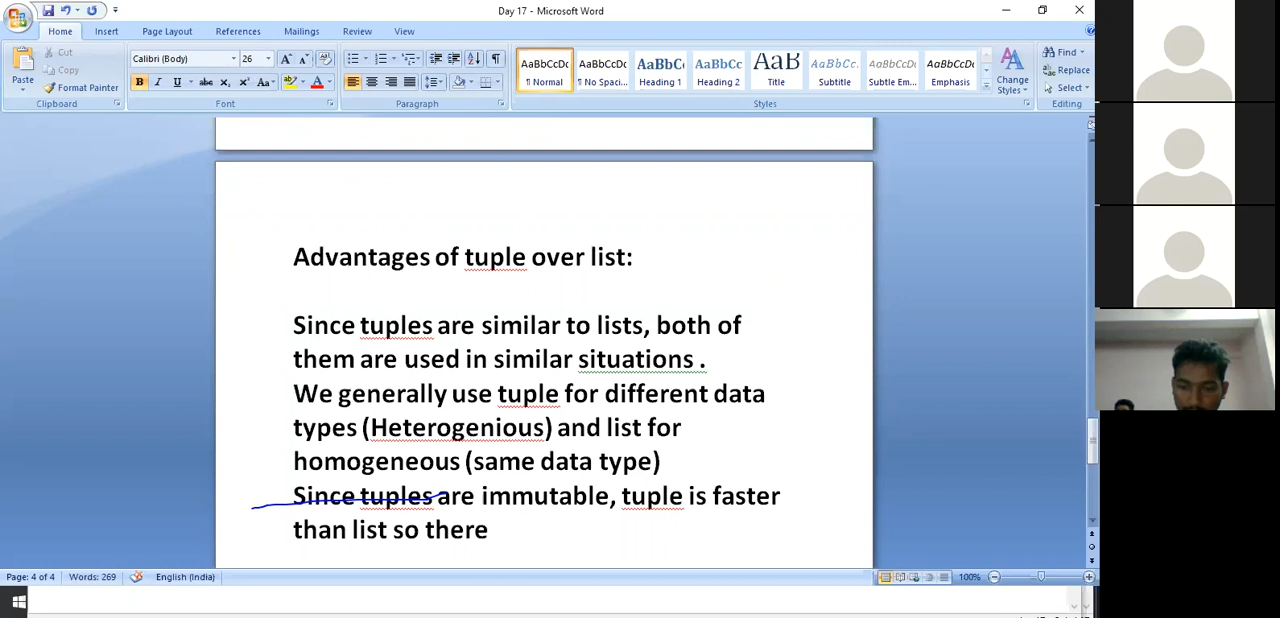 Day 17 - Microsoft Word
Home Insert Page Layout References Mailings Review View
Cut
Copy
Format Painter
Paste
Clipboard
Calibri (Body) 26
B I U abc X₂ X² Aa
Font
Paragraph
AaBbCcDc AaBbCcDc AaBbC AaBbCc AaB AaBbCc. AaBbCcDc AaBbCcDc
¶ Normal ¶ No Spaci... Heading 1 Heading 2 Title Subtitle Subtle Em... Emphasis
Change Styles
Styles
Find
Replace
Select
Editing
Advantages of tuple over list:
Since tuples are similar to lists, both of
them are used in similar situations .
We generally use tuple for different data
types (Heterogenious) and list for
homogeneous (same data type)
Since tuples are immutable, tuple is faster
than list so there
Page: 4 of 4 Words: 269 English (India) 100%